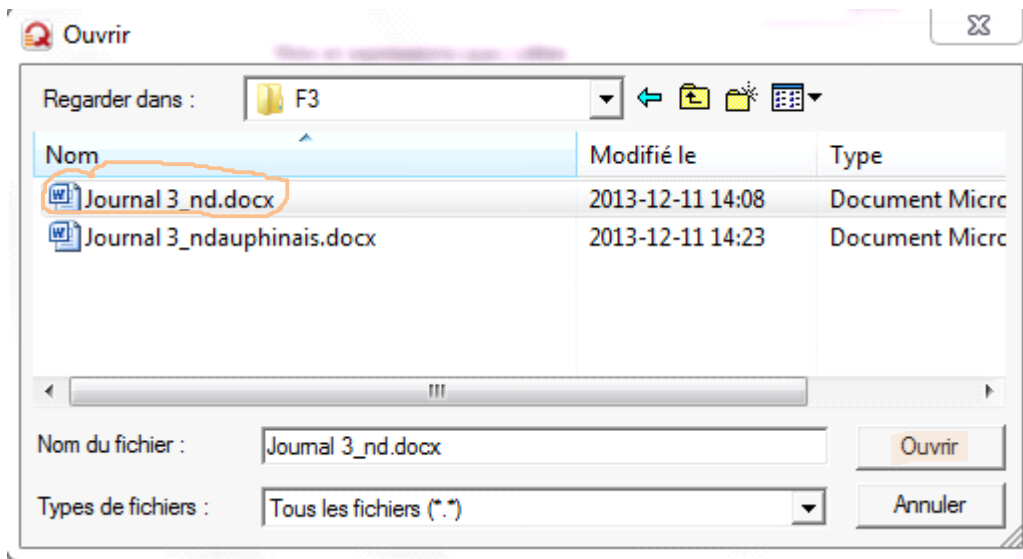 Ouvrir
Regarder dans : F3
Nom Modifié le Type
Journal 3_nd.docx 2013-12-11 14:08 Document Micro
Journal 3_ndauphinais.docx 2013-12-11 14:23 Document Micro
Nom du fichier : Journal 3_nd.docx Ouvrir
Types de fichiers : Tous les fichiers (*.*) Annuler